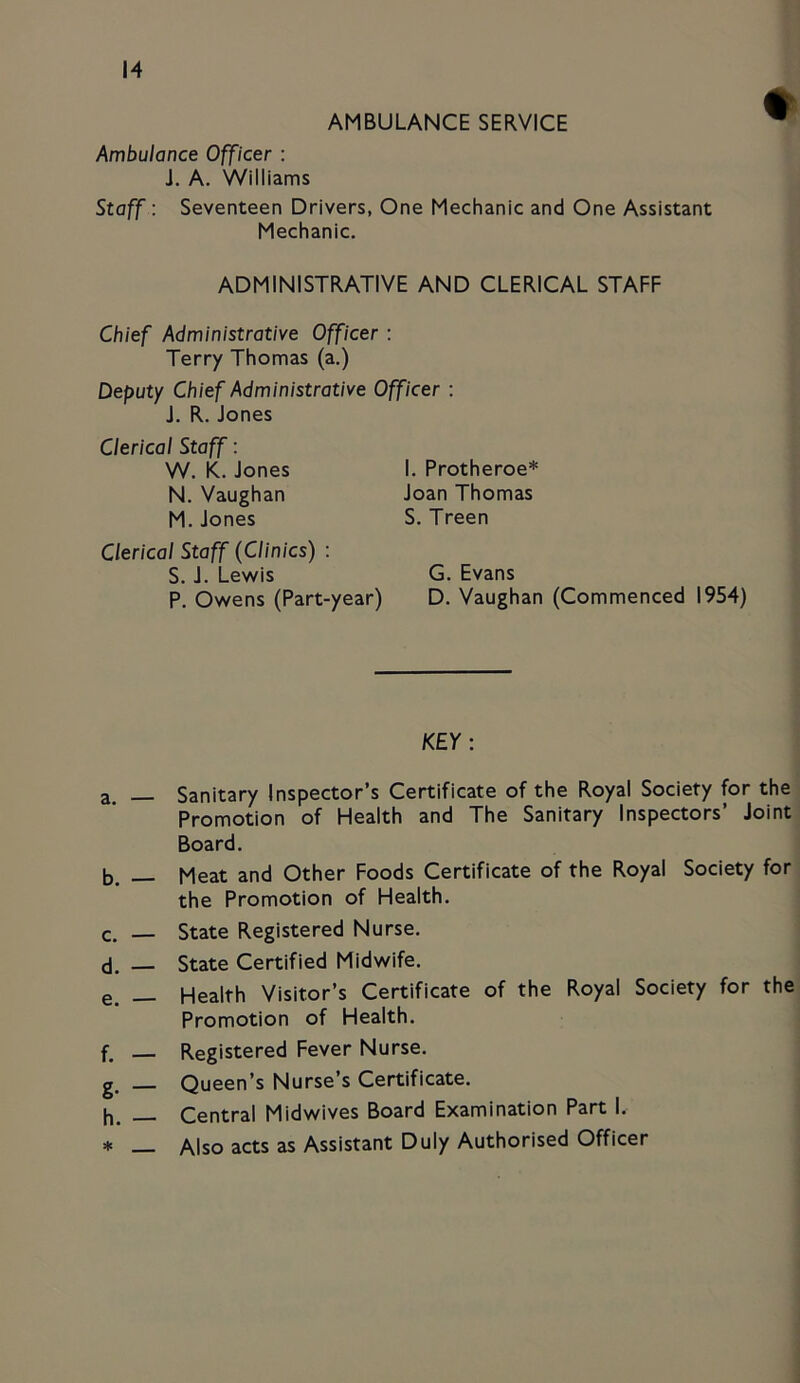 14
AMBULANCE SERVICE
Ambulance Officer :
J. A. Williams
Staff : Seventeen Drivers, One Mechanic and One Assistant
Mechanic.
ADMINISTRATIVE AND CLERICAL STAFF
Chief Administrative Officer :
Terry Thomas (a.)
Deputy Chief Administrative Officer :
J. R. Jones
Clerical Staff :
W. K. Jones I. Protheroe*
N. Vaughan Joan Thomas
M. Jones S. Treen
Clerical Staff (Clinics) :
S. J. Lewis G. Evans
P. Owens (Part-year) D. Vaughan (Commenced 1954)
KEY :
a. — Sanitary Inspector's Certificate of the Royal Society for the
Promotion of Health and The Sanitary Inspectors' Joint
Board.
b. — Meat and Other Foods Certificate of the Royal Society for
the Promotion of Health.
c. — State Registered Nurse.
d. — State Certified Midwife.
e. — Health Visitor's Certificate of the Royal Society for the
Promotion of Health.
f. — Registered Fever Nurse.
g. — Queen's Nurse's Certificate.
h. — Central Midwives Board Examination Part I.
* — Also acts as Assistant Duly Authorised Officer